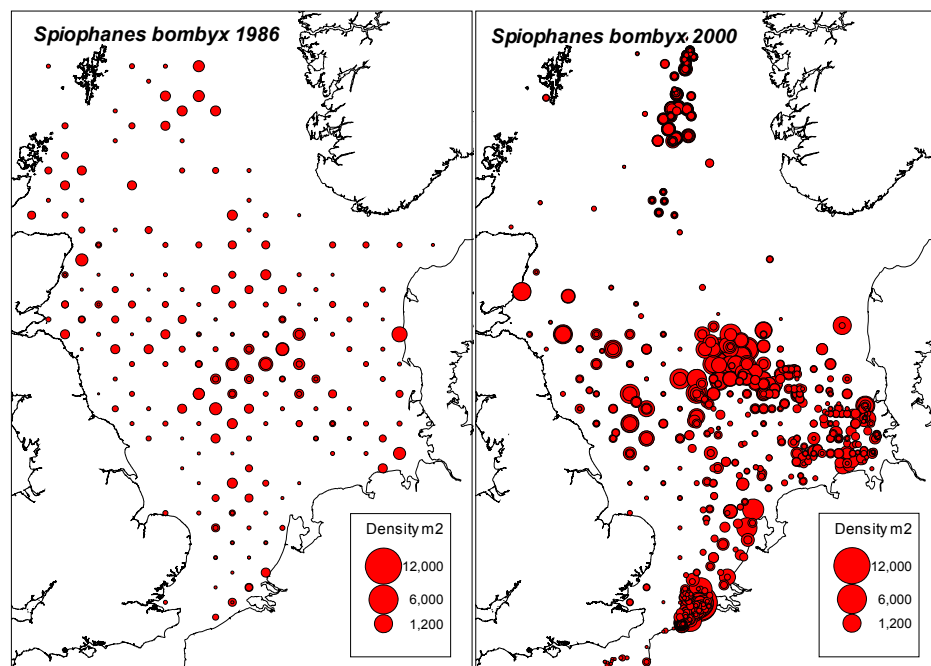 Spiophanes bombyx 1986
Density m2
12,000
6,000
1,200
Spiophanes bombyx 2000
Density m2
12,000
6,000
1,200